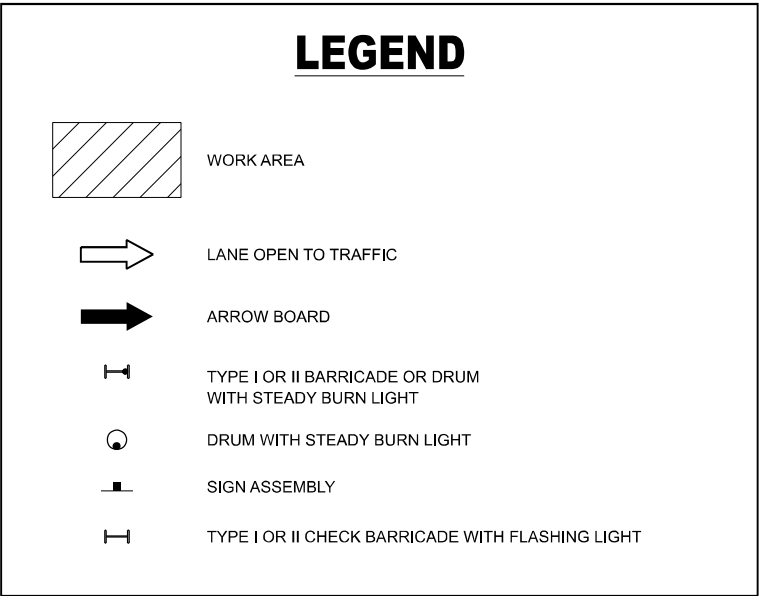 LEGEND
WORK AREA
LANE OPEN TO TRAFFIC
ARROW BOARD
TYPE I OR II BARRICADE OR DRUM
WITH STEADY BURN LIGHT
DRUM WITH STEADY BURN LIGHT
SIGN ASSEMBLY
TYPE I OR II CHECK BARRICADE WITH FLASHING LIGHT